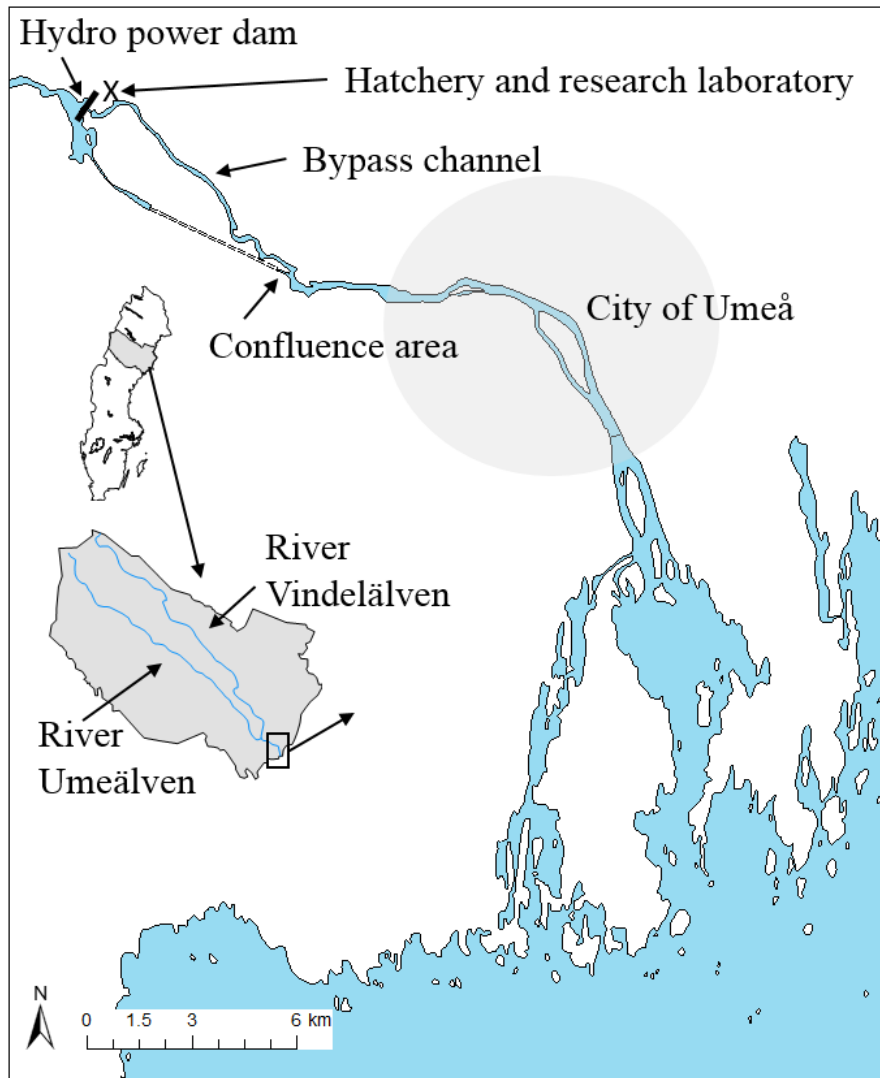 Hydro power dam
X
Hatchery and research laboratory
Bypass channel
City of Umeå
Confluence area
River
Vindelälven
River
Umeälven
N
0 1.5 3 6 km